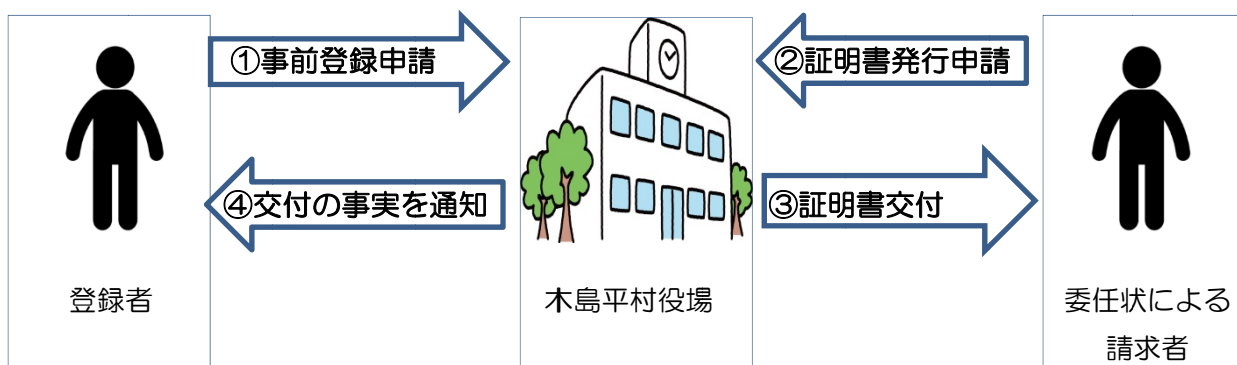 ①事前登録申請
②証明書発行申請
④交付の事実を通知
③証明書交付
登録者
木島平村役場
委任状による
請求者